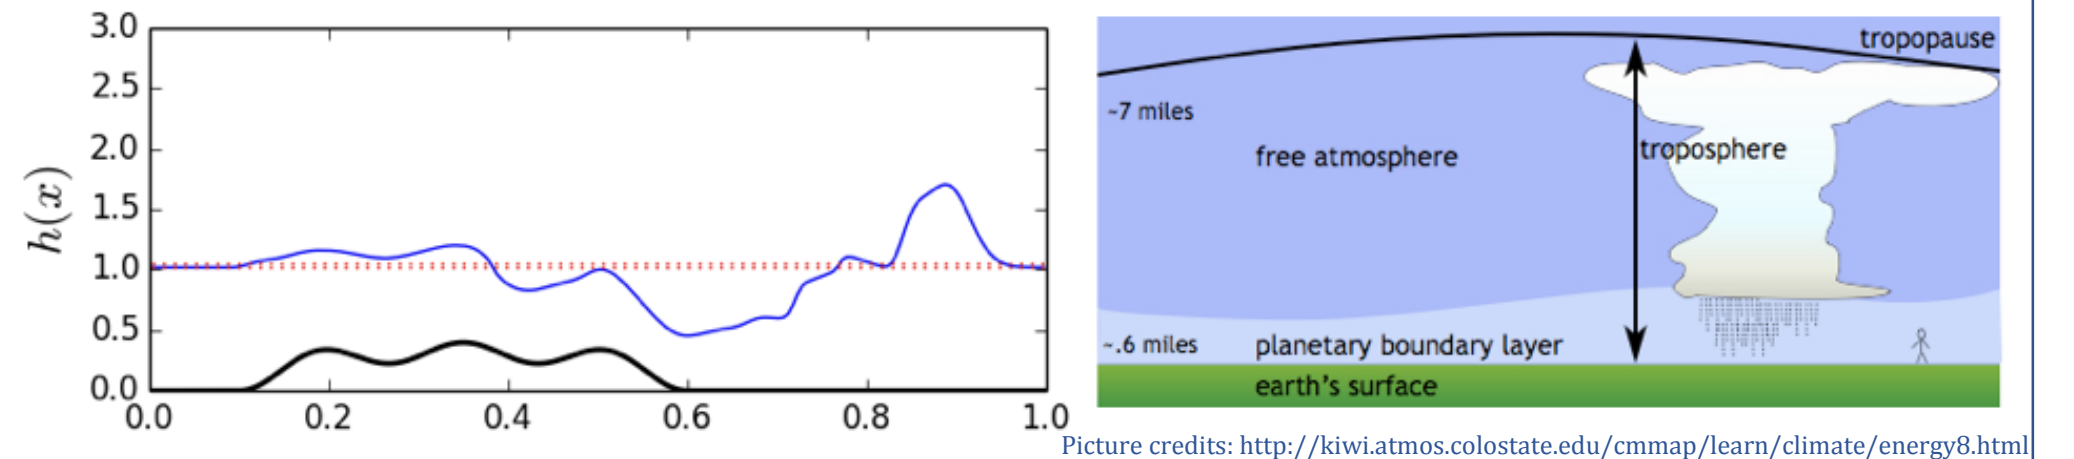 3.0
2.5
2.0
1.5
1.0
0.5
0.0
h(x)
0.0 0.2 0.4 0.6 0.8 1.0
tropopause
~7 miles
free atmosphere
troposphere
~.6 miles
planetary boundary layer
earth's surface
Picture credits: http://kiwi.atmos.colostate.edu/cmmap/learn/climate/energy8.html